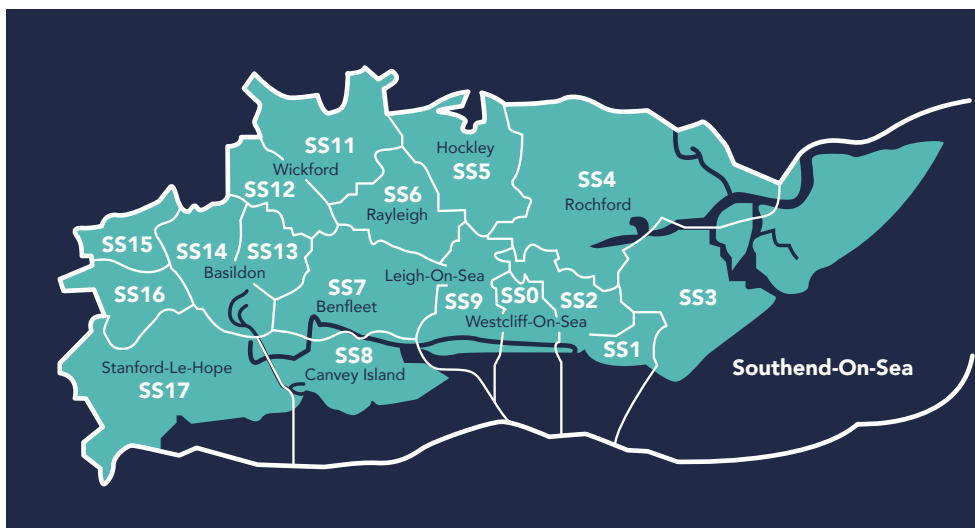 SS11
Wickford
SS12
Hockley
SS5
SS6
Rayleigh
SS4
Rochford
SS15
SS14
SS13
Basildon
SS16
SS7
Benfleet
Leigh-On-Sea
SS9
SS0
SS2
Westcliff-On-Sea
SS3
SS1
SS8
Canvey Island
Stanford-Le-Hope
SS17
Southend-On-Sea